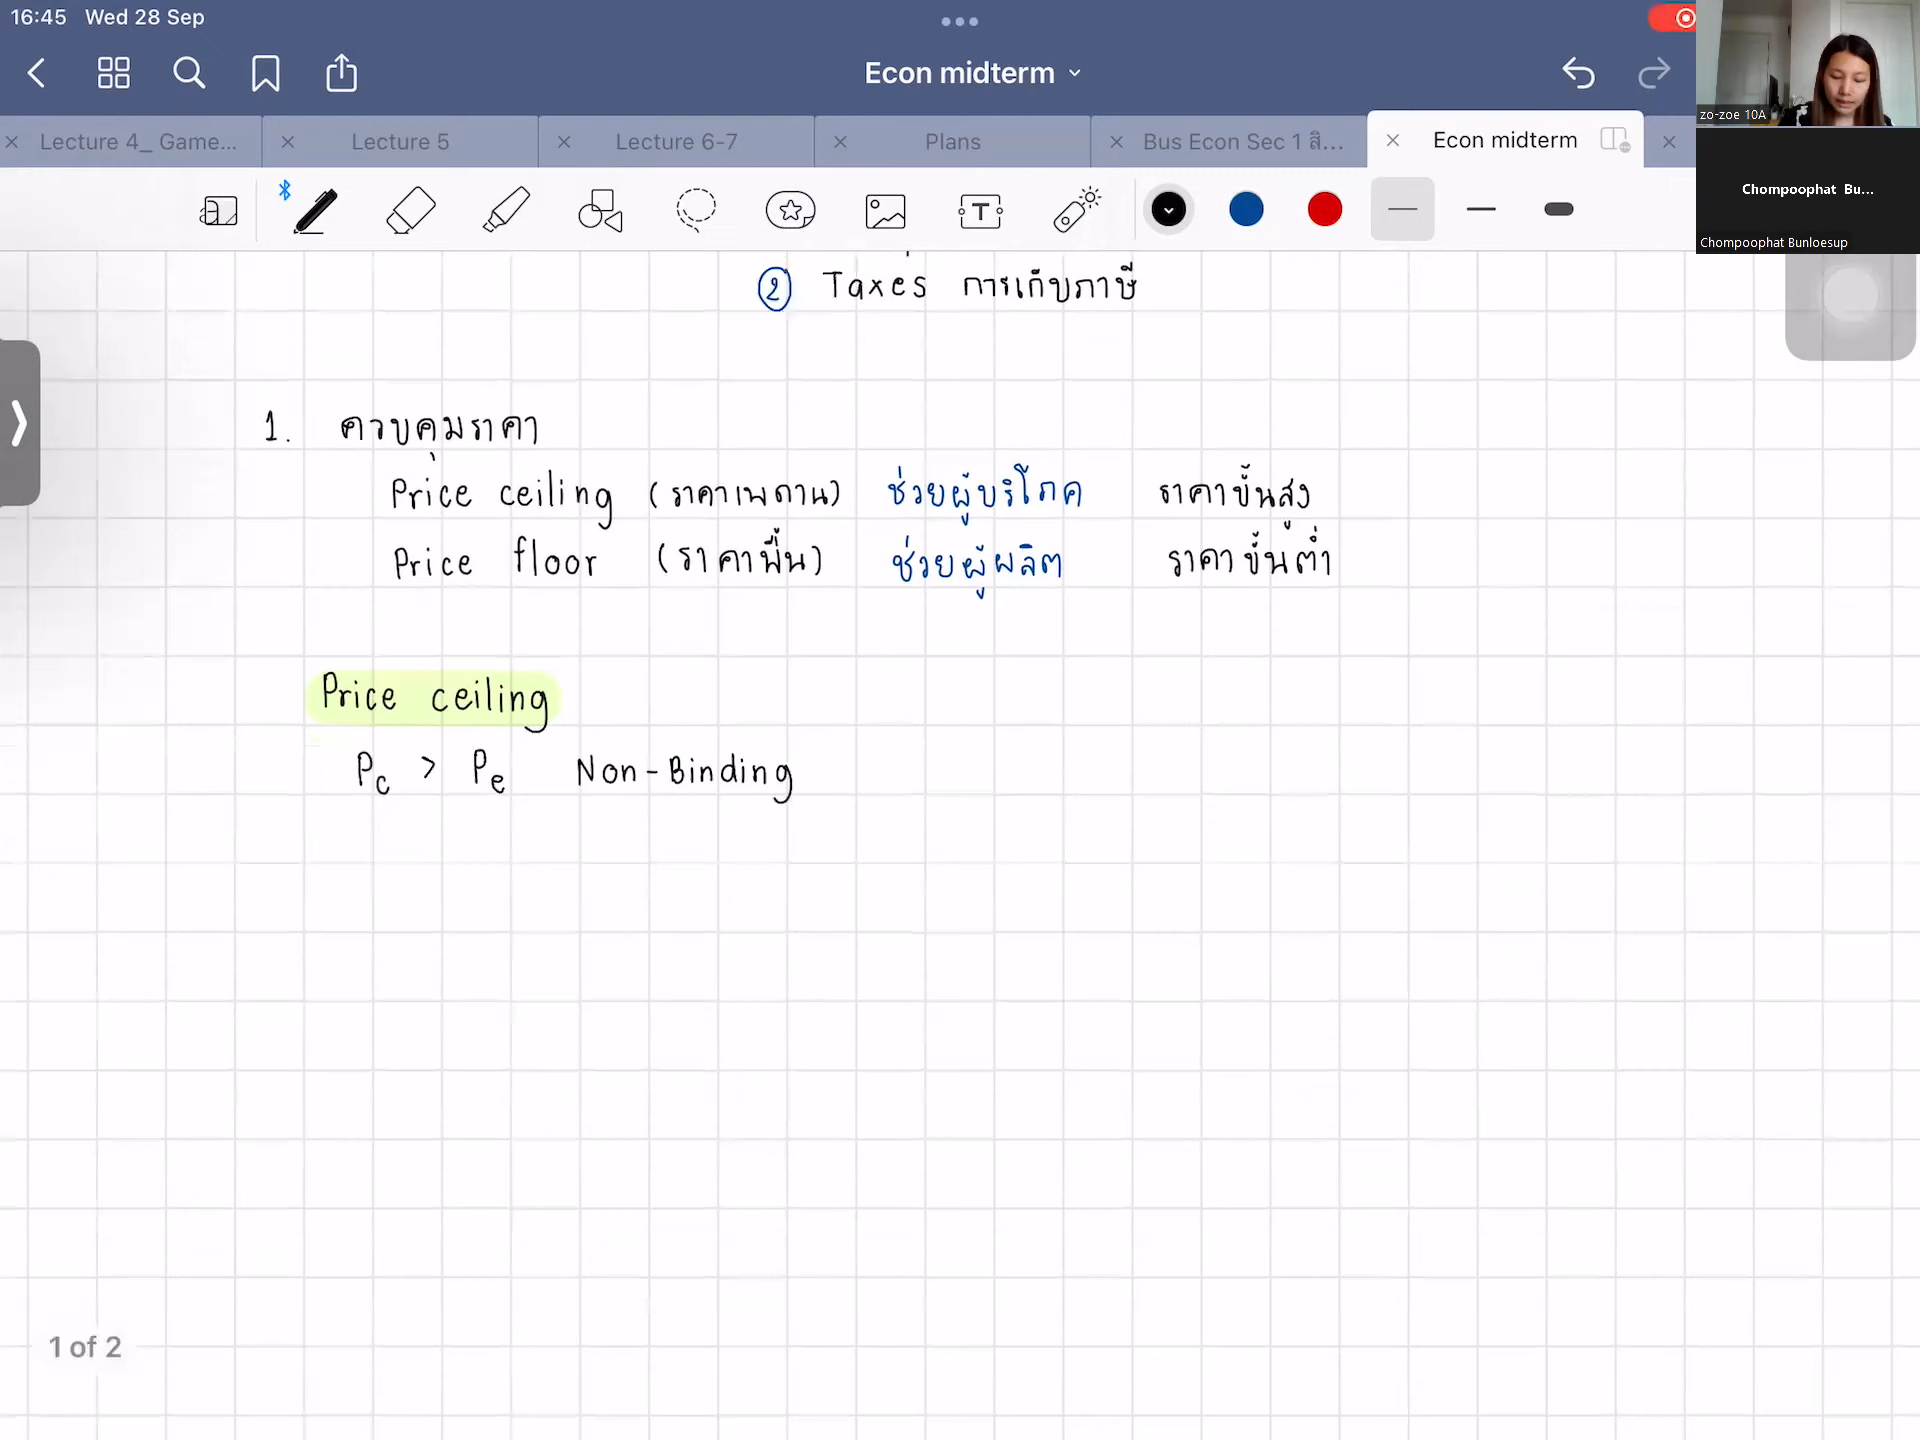 16:45 Wed 28 Sep
Econ midterm
zo-zoe 10A
Lecture 4_ Game...
Lecture 5
Lecture 6-7
Plans
Bus Econ Sec 1 สิ...
Econ midterm
Chompoophat Bu...
Chompoophat Bunloesup
② Taxes การเก็บภาษี
1. ควบคุมราคา
Price ceiling (ราคาเพดาน) ช่วยผู้บริโภค ราคาขั้นสูง
Price floor (ราคาพื้น) ช่วยผู้ผลิต ราคาขั้นต่ำ
Price ceiling
Pc > Pe Non-Binding
1 of 2